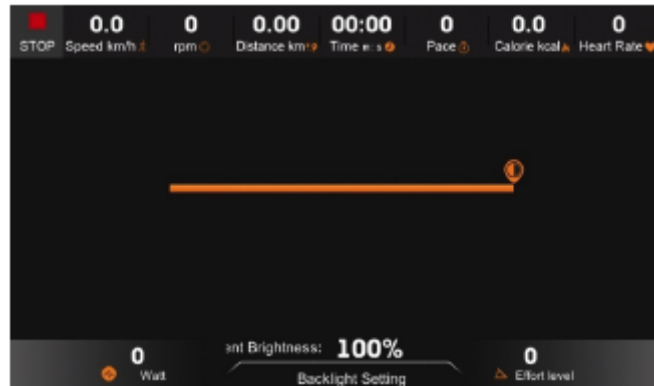 0.0 0 0.00 00:00 0 0.0 0
STOP Speed km/h rpm Distance km Time m: s Pace Calorie kcal Heart Rate
0 ent Brightness: 100% 0
Watt Backlight Setting Effort level